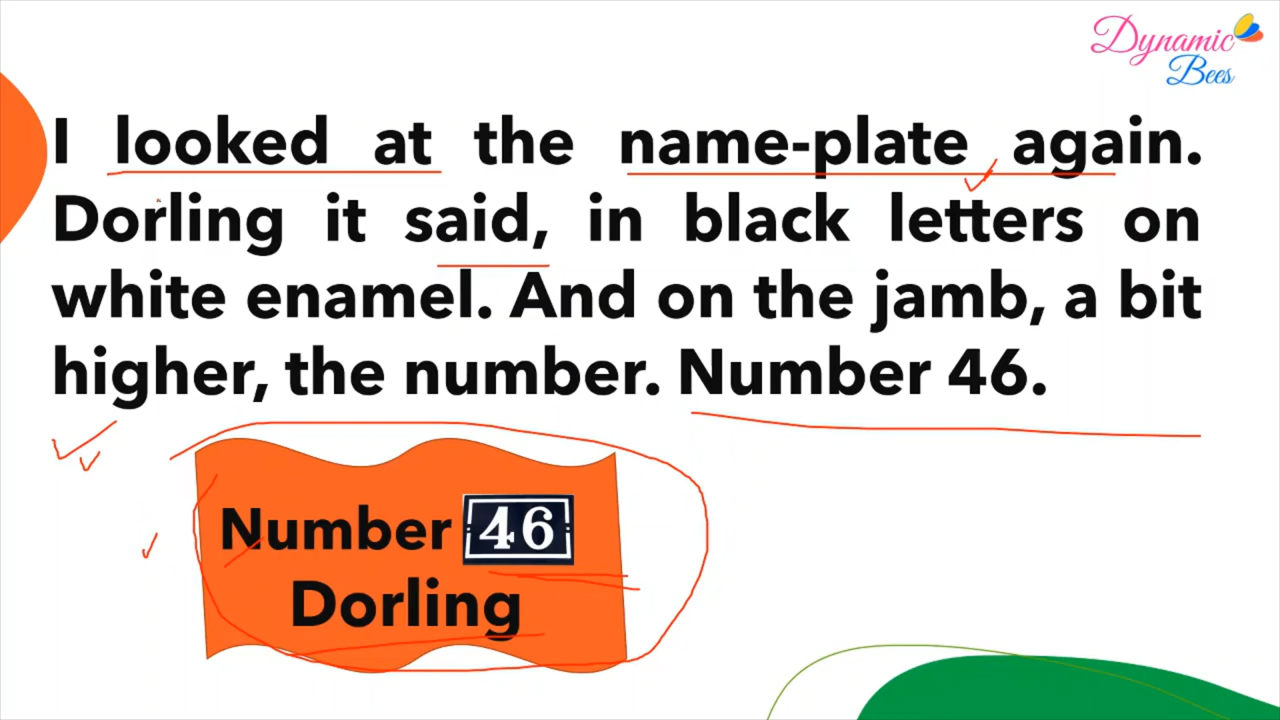 Dynamic
Bees
I looked at the name-plate again.
Dorling it said, in black letters on
white enamel. And on the jamb, a bit
higher, the number. Number 46.
Number 46
Dorling